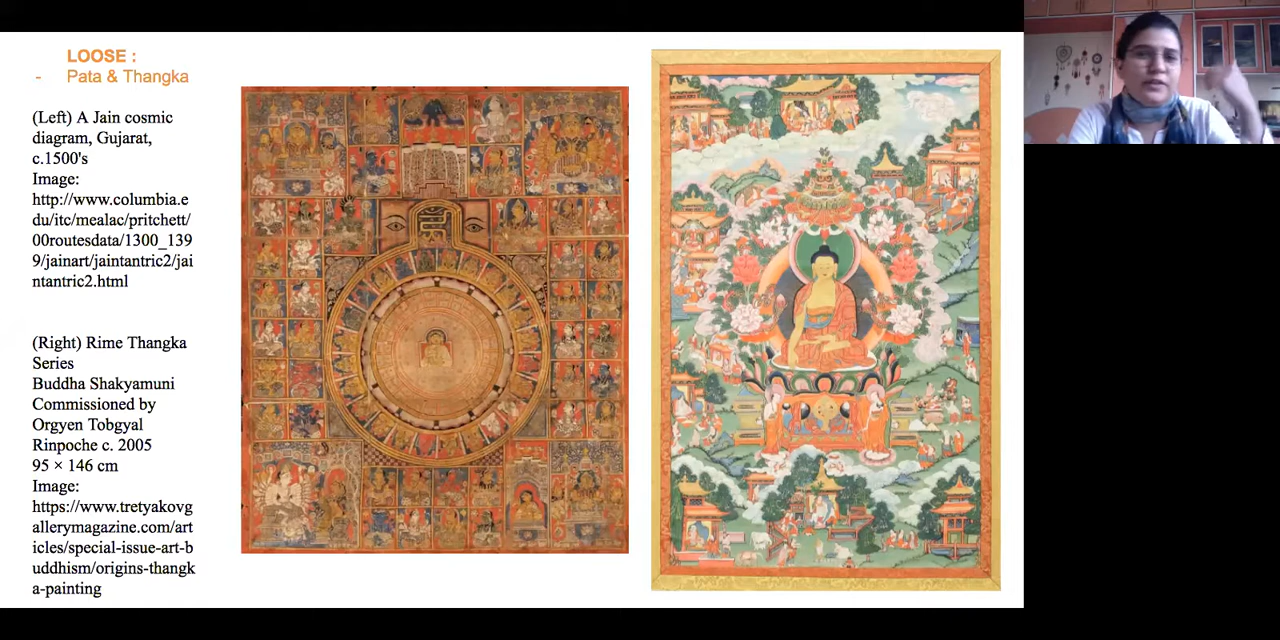 LOOSE :
- Pata & Thangka
(Left) A Jain cosmic
diagram, Gujarat,
c.1500's
Image:
http://www.columbia.e
du/itc/mealac/pritchett/
00routesdata/1300_139
9/jainart/jaintantric2/jai
ntantric2.html
(Right) Rime Thangka
Series
Buddha Shakyamuni
Commissioned by
Orgyen Tobgyal
Rinpoche c. 2005
95 × 146 cm
Image:
https://www.tretyakovg
allerymagazine.com/art
icles/special-issue-art-b
uddhism/origins-thangk
a-painting